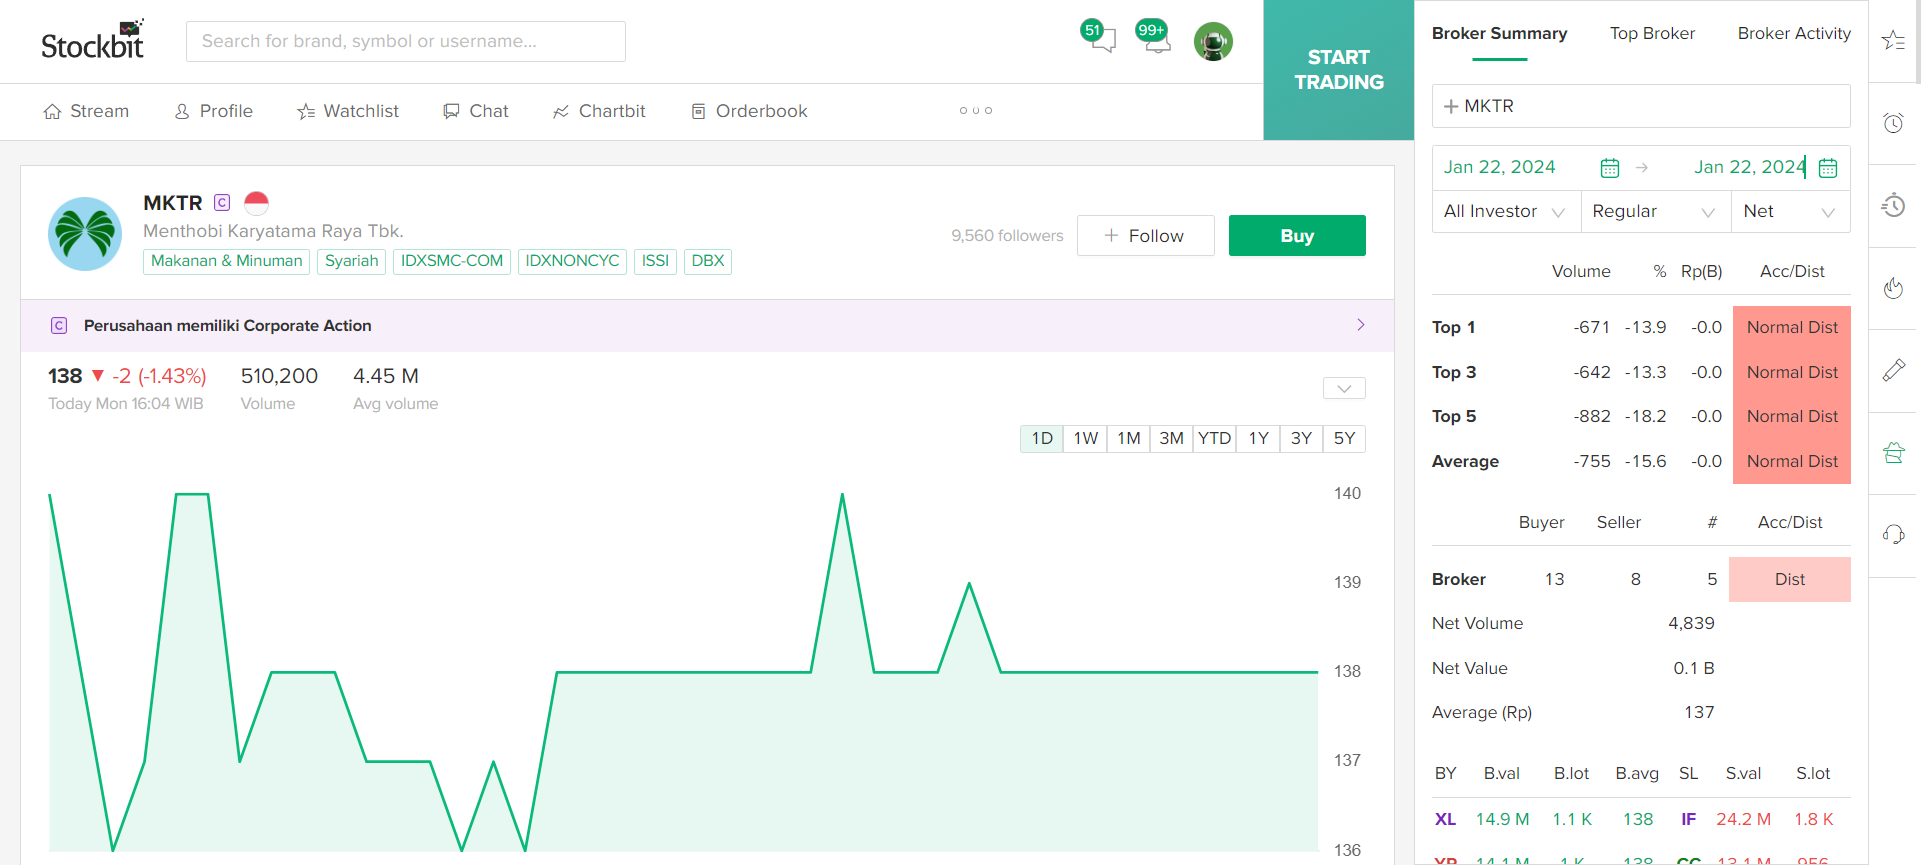 Stockbit
Search for brand, symbol or username...
51
99+
START
TRADING
Stream
Profile
Watchlist
Chat
Chartbit
Orderbook
MKTR C
Menthobi Karyatama Raya Tbk.
Makanan & Minuman
Syariah
IDXSMC-COM
IDXNONCYC
ISSI
DBX
9,560 followers
+ Follow
Buy
C Perusahaan memiliki Corporate Action
138 ▼ -2 (-1.43%)
Today Mon 16:04 WIB
510,200
Volume
4.45 M
Avg volume
1D 1W 1M 3M YTD 1Y 3Y 5Y
140
139
138
137
136
Broker Summary
Top Broker
Broker Activity
+ MKTR
Jan 22, 2024 → Jan 22, 2024
All Investor
Regular
Net
Volume % Rp(B) Acc/Dist
Top 1 -671 -13.9 -0.0 Normal Dist
Top 3 -642 -13.3 -0.0 Normal Dist
Top 5 -882 -18.2 -0.0 Normal Dist
Average -755 -15.6 -0.0 Normal Dist
Buyer Seller # Acc/Dist
Broker 13 8 5 Dist
Net Volume 4,839
Net Value 0.1 B
Average (Rp) 137
BY B.val B.lot B.avg SL S.val S.lot
XL 14.9 M 1.1 K 138 IF 24.2 M 1.8 K
14.1 M 1 K 138 CC 13.1 M 956